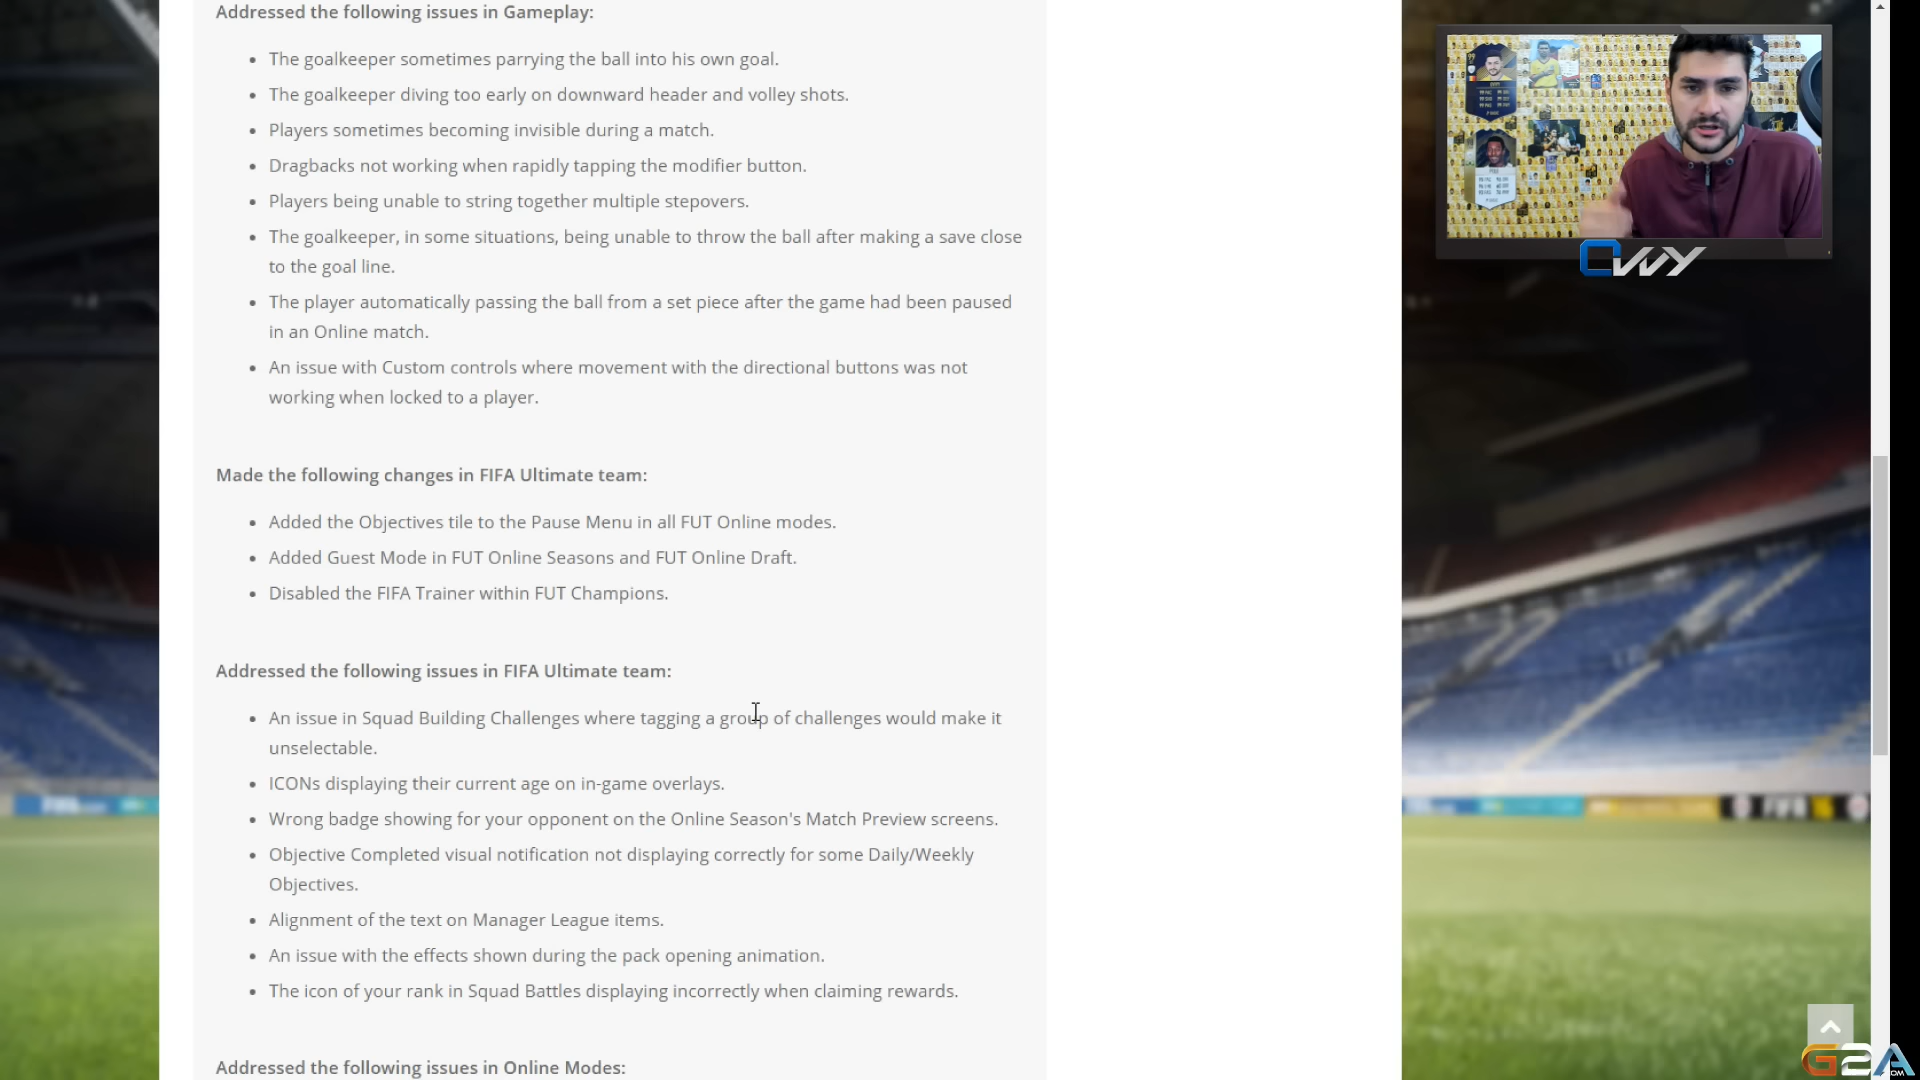 Addressed the following issues in Gameplay:
The goalkeeper sometimes parrying the ball into his own goal.
The goalkeeper diving too early on downward header and volley shots.
Players sometimes becoming invisible during a match.
Dragbacks not working when rapidly tapping the modifier button.
Players being unable to string together multiple stepovers.
The goalkeeper, in some situations, being unable to throw the ball after making a save close
to the goal line.
The player automatically passing the ball from a set piece after the game had been paused
in an Online match.
An issue with Custom controls where movement with the directional buttons was not
working when locked to a player.
Made the following changes in FIFA Ultimate team:
Added the Objectives tile to the Pause Menu in all FUT Online modes.
Added Guest Mode in FUT Online Seasons and FUT Online Draft.
Disabled the FIFA Trainer within FUT Champions.
Addressed the following issues in FIFA Ultimate team:
An issue in Squad Building Challenges where tagging a group of challenges would make it
unselectable.
ICONs displaying their current age on in-game overlays.
Wrong badge showing for your opponent on the Online Season's Match Preview screens.
Objective Completed visual notification not displaying correctly for some Daily/Weekly
Objectives.
Alignment of the text on Manager League items.
An issue with the effects shown during the pack opening animation.
The icon of your rank in Squad Battles displaying incorrectly when claiming rewards.
Addressed the following issues in Online Modes:
G2A
.COM